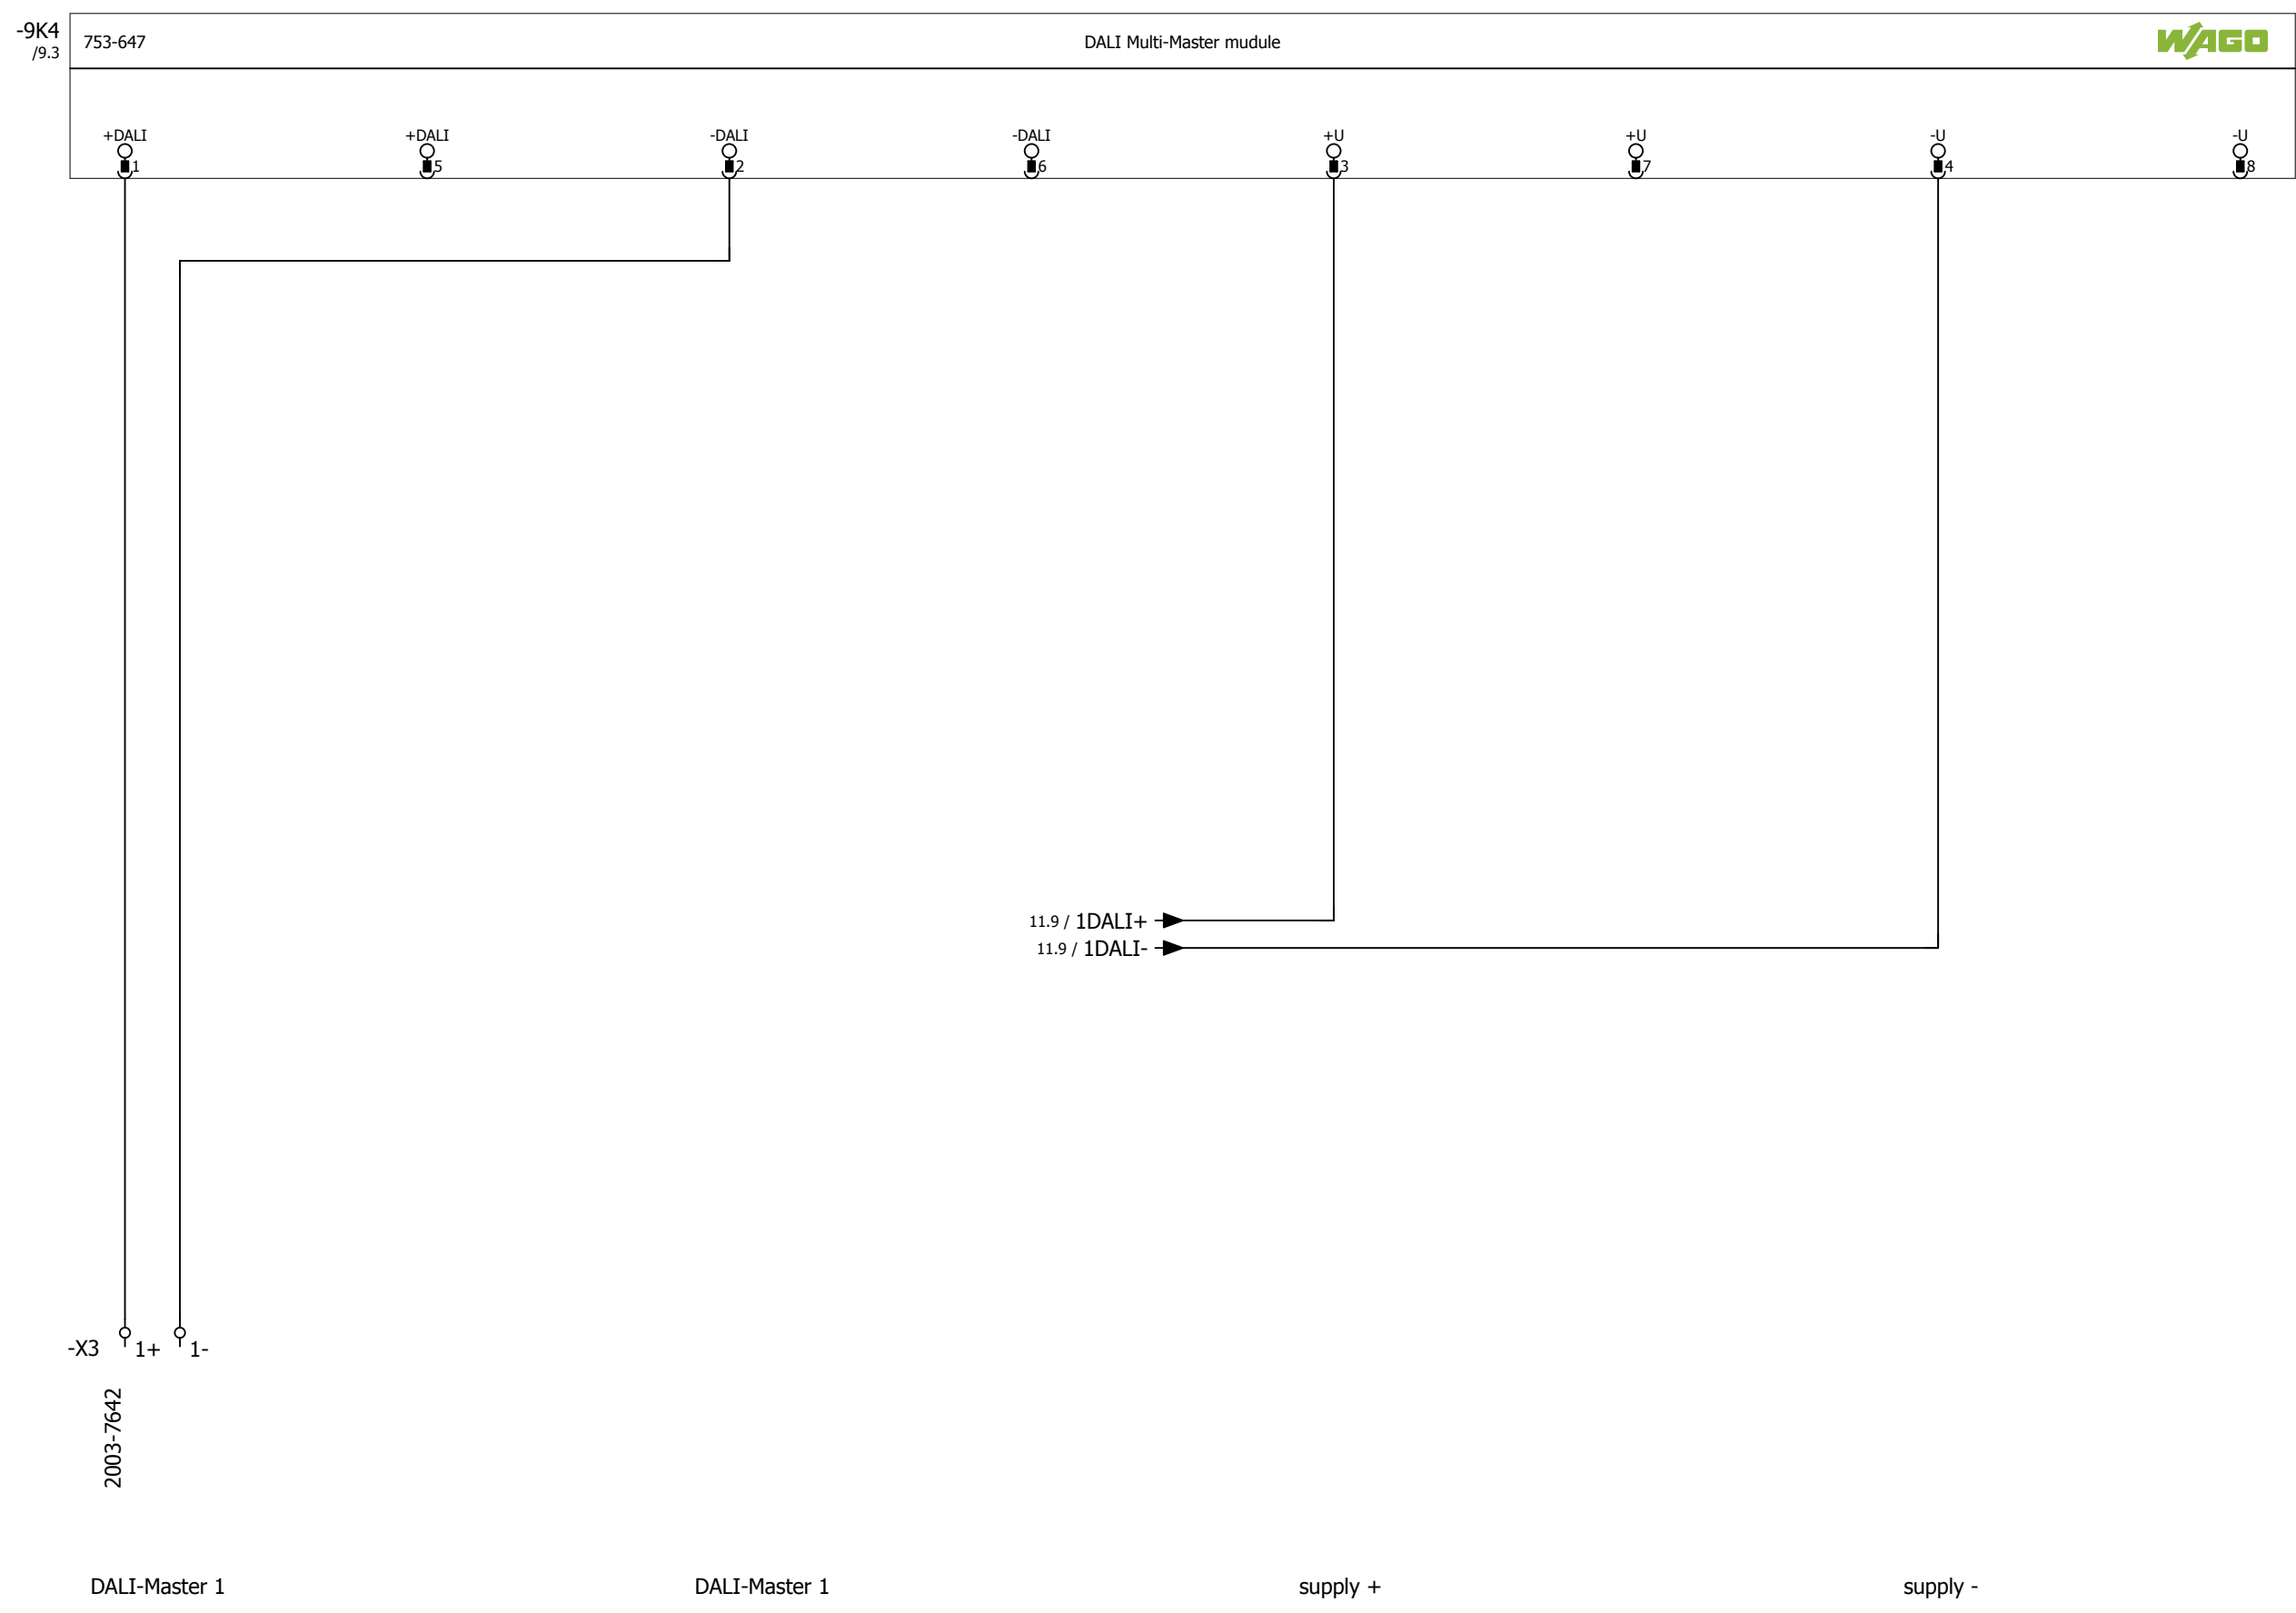 -9K4
/9.3
753-647
DALI Multi-Master mudule
WAGO
+DALI
+DALI
-DALI
-DALI
+U
+U
-U
-U
1
5
2
6
3
7
4
8
11.9 / 1DALI+
11.9 / 1DALI-
-X3
1+
1-
2003-7642
DALI-Master 1
DALI-Master 1
supply +
supply -